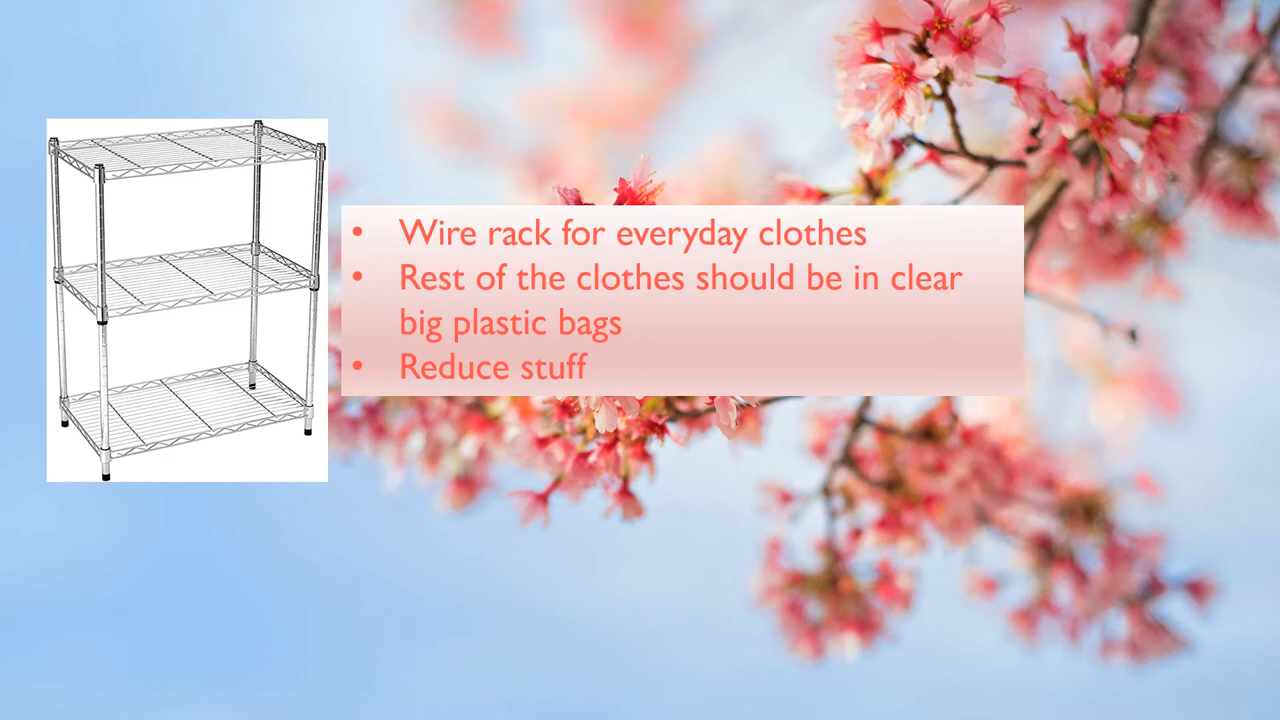 • Wire rack for everyday clothes
• Rest of the clothes should be in clear
big plastic bags
• Reduce stuff